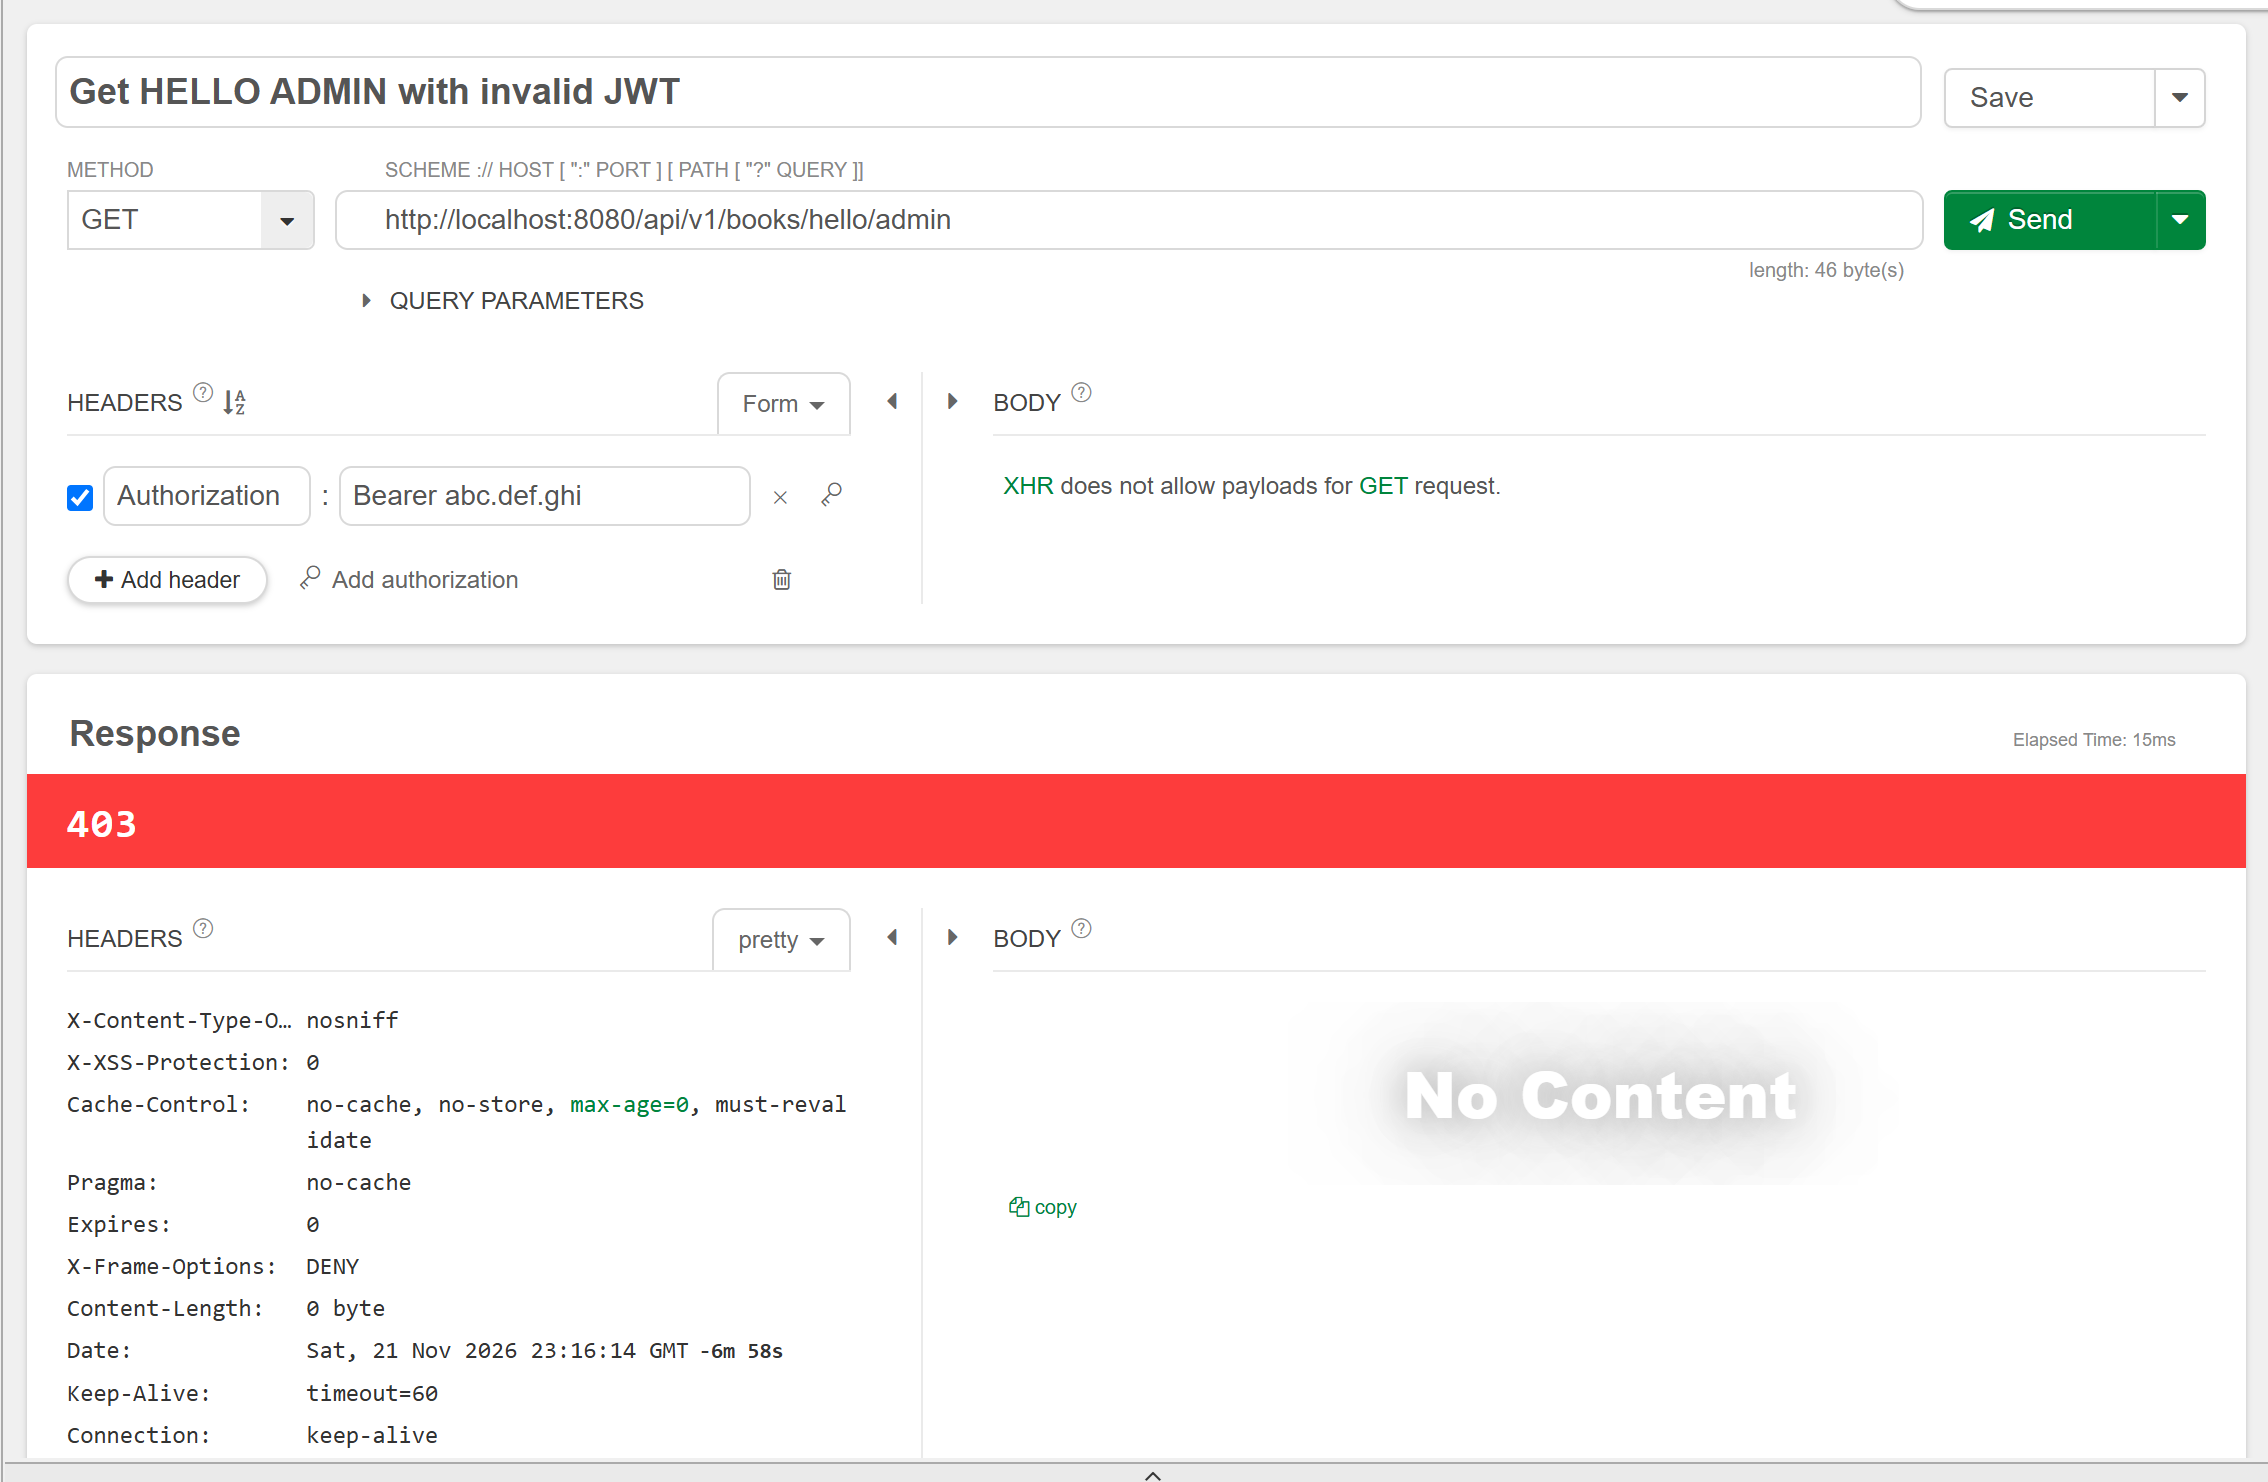 Get HELLO ADMIN with invalid JWT
Save
METHOD
SCHEME :// HOST [ ":" PORT ] [ PATH [ "?" QUERY ]]
GET
http://localhost:8080/api/v1/books/hello/admin
Send
length: 46 byte(s)
QUERY PARAMETERS
HEADERS ? A Z
Form
BODY ?
Authorization : Bearer abc.def.ghi
XHR does not allow payloads for GET request.
Add header
Add authorization
Response
Elapsed Time: 15ms
403
HEADERS ?
pretty
BODY ?
X-Content-Type-O… nosniff
X-XSS-Protection: 0
Cache-Control: no-cache, no-store, max-age=0, must-reval
idate
Pragma: no-cache
Expires: 0
X-Frame-Options: DENY
Content-Length: 0 byte
Date: Sat, 21 Nov 2026 23:16:14 GMT -6m 58s
Keep-Alive: timeout=60
Connection: keep-alive
No Content
copy